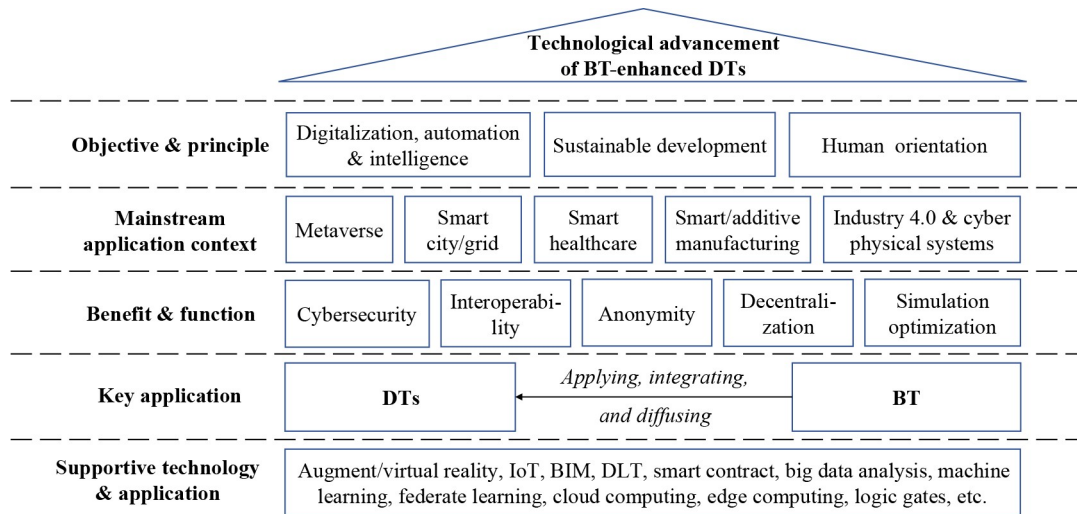 Technological advancement
of BT-enhanced DTs
Objective & principle
Digitalization, automation
& intelligence
Sustainable development
Human orientation
Mainstream
application context
Metaverse
Smart
city/grid
Smart
healthcare
Smart/additive
manufacturing
Industry 4.0 & cyber
physical systems
Benefit & function
Cybersecurity
Interoperabi-
lity
Anonymity
Decentrali-
zation
Simulation
optimization
Key application
DTs
Applying, integrating,
and diffusing
BT
Supportive technology
& application
Augment/virtual reality, IoT, BIM, DLT, smart contract, big data analysis, machine
learning, federate learning, cloud computing, edge computing, logic gates, etc.